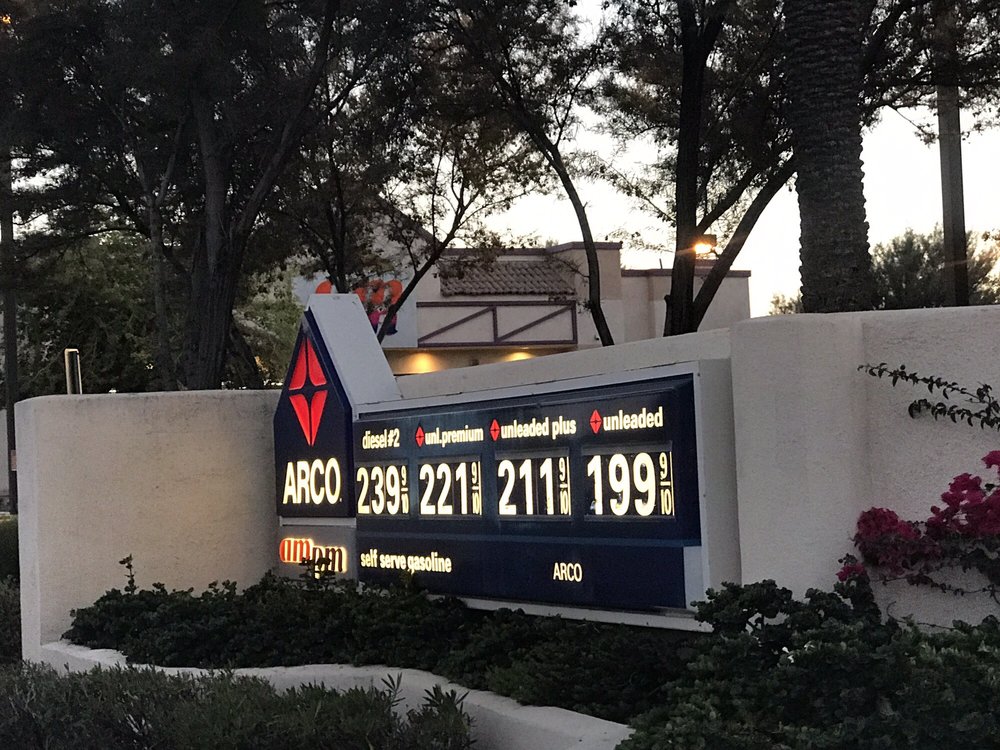 diesel#2 unl.premium unleaded plus unleaded
ARCO 239 9/10 221 9/10 211 9/10 199 9/10
ampm self serve gasoline ARCO